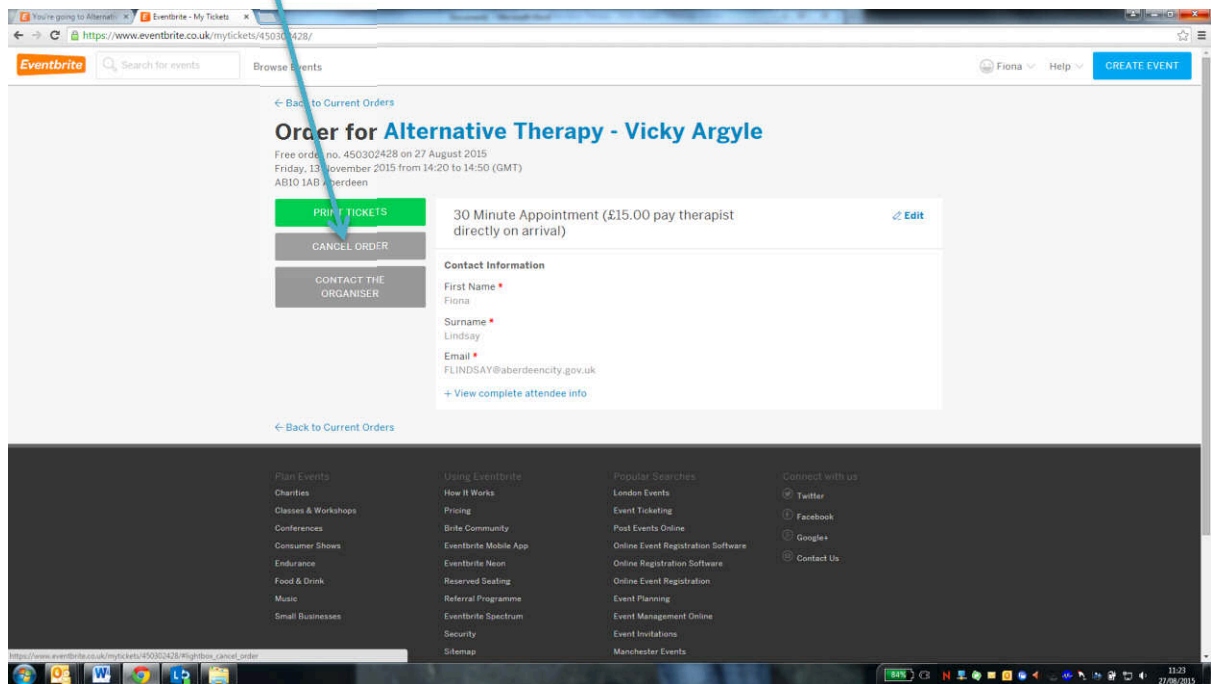 You're going to Alternati
Eventbrite - My Tickets
https://www.eventbrite.co.uk/mytickets/450302428/
Eventbrite
Search for events
Browse Events
Fiona
Help
CREATE EVENT
← Back to Current Orders
Order for Alternative Therapy - Vicky Argyle
Free order no. 450302428 on 27 August 2015
Friday, 13 November 2015 from 14:20 to 14:50 (GMT)
AB10 1AB Aberdeen
PRINT TICKETS
CANCEL ORDER
CONTACT THE
ORGANISER
30 Minute Appointment (£15.00 pay therapist
directly on arrival)
Edit
Contact Information
First Name *
Fiona
Surname *
Lindsay
Email *
FLINDSAY@aberdeencity.gov.uk
+ View complete attendee info
← Back to Current Orders
Plan Events
Charities
Classes & Workshops
Conferences
Consumer Shows
Endurance
Food & Drink
Music
Small Businesses
Using Eventbrite
How It Works
Pricing
Brite Community
Eventbrite Mobile App
Eventbrite Neon
Reserved Seating
Referral Programme
Eventbrite Spectrum
Security
Sitemap
Popular Searches
London Events
Event Ticketing
Post Events Online
Online Event Registration Software
Online Registration Software
Online Event Registration
Event Planning
Event Management Online
Event Invitations
Manchester Events
Connect with us
Twitter
Facebook
Google+
Contact Us
https://www.eventbrite.co.uk/mytickets/450302428/#lightbox_cancel_order
84%
11:23
27/08/2015